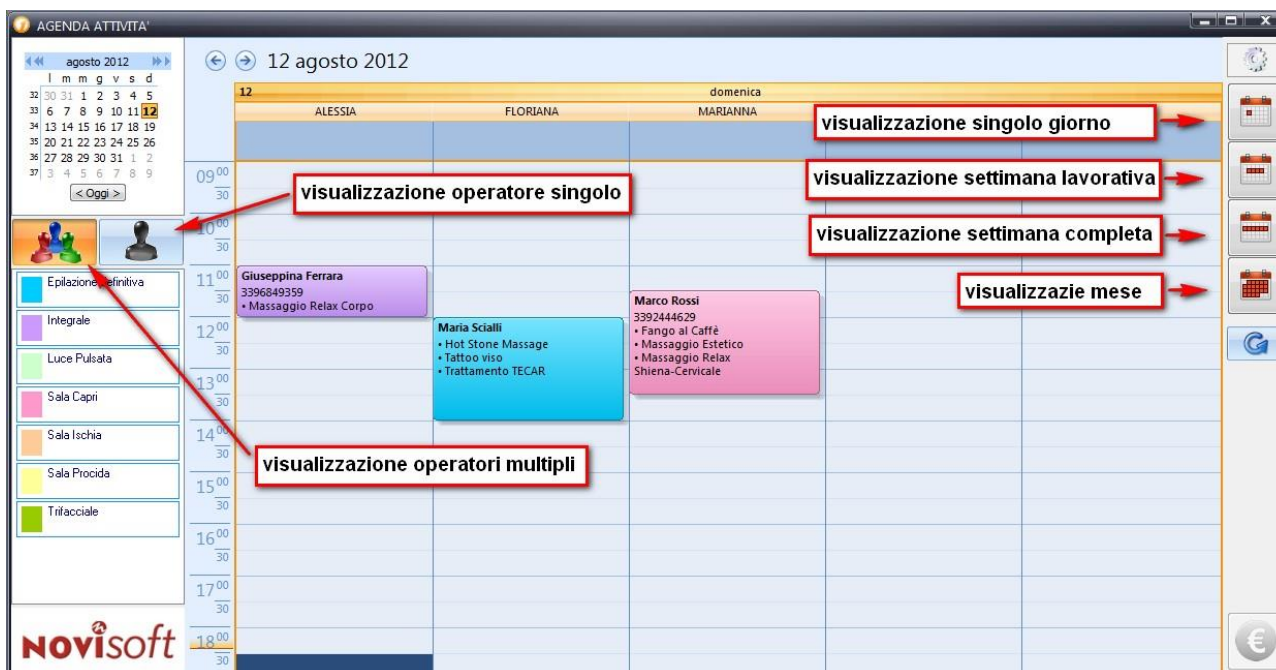 AGENDA ATTIVITA'
agosto 2012
l m m g v s d
32 30 31 1 2 3 4 5
33 6 7 8 9 10 11 12
34 13 14 15 16 17 18 19
35 20 21 22 23 24 25 26
36 27 28 29 30 31 1 2
37 3 4 5 6 7 8 9
< Oggi >
12 agosto 2012
12 domenica
ALESSIA FLORIANA MARIANNA
visualizzazione singolo giorno
visualizzazione settimana lavorativa
visualizzazione settimana completa
visualizzazie mese
visualizzazione operatore singolo
visualizzazione operatori multipli
Epilazione Definitiva
Integrale
Luce Pulsata
Sala Capri
Sala Ischia
Sala Procida
Trifacciale
09 00
30
10 00
30
11 00
30
12 00
30
13 00
30
14 00
30
15 00
30
16 00
30
17 00
30
18 00
30
Giuseppina Ferrara
3396849359
• Massaggio Relax Corpo
Maria Scialli
• Hot Stone Massage
• Tattoo viso
• Trattamento TECAR
Marco Rossi
3392444629
• Fango al Caffè
• Massaggio Estetico
• Massaggio Relax
Shiena-Cervicale
NOVISOft
€